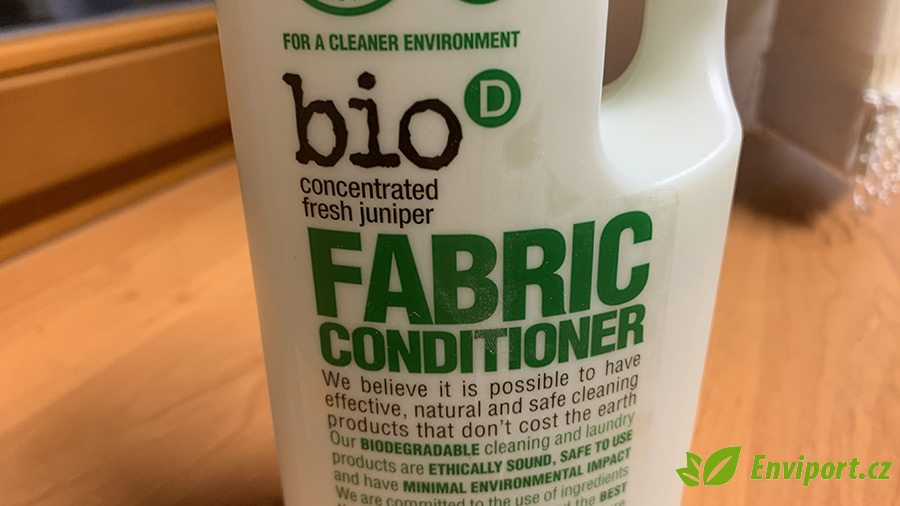 FOR A CLEANER ENVIRONMENT
bio D
concentrated
fresh juniper
FABRIC
CONDITIONER
We believe it is possible to have
effective, natural and safe cleaning
products that don't cost the earth
Our BIODEGRADABLE cleaning and laundry
products are ETHICALLY SOUND, SAFE TO USE
and have MINIMAL ENVIRONMENTAL IMPACT
We are committed to the use of ingredients
and the BEST
Enviport.cz